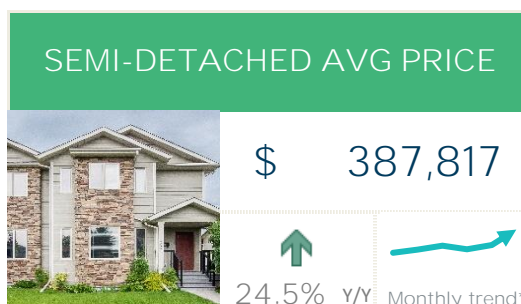 SEMI-DETACHED AVG PRICE
$ 387,817
24.5% Y/Y
Monthly trend*